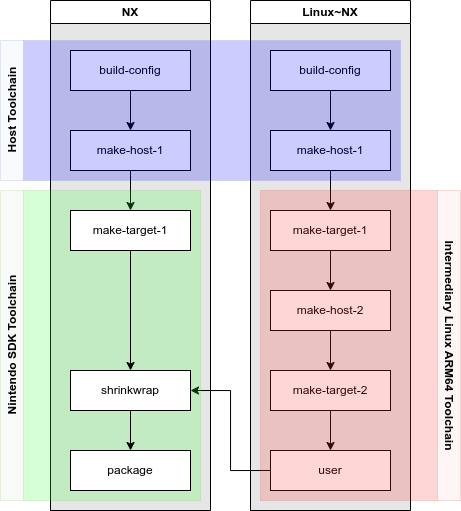 NX
Linux~NX
Host Toolchain
build-config
build-config
make-host-1
make-host-1
Nintendo SDK Toolchain
make-target-1
make-target-1
Intermediary Linux ARM64 Toolchain
make-host-2
shrinkwrap
make-target-2
package
user